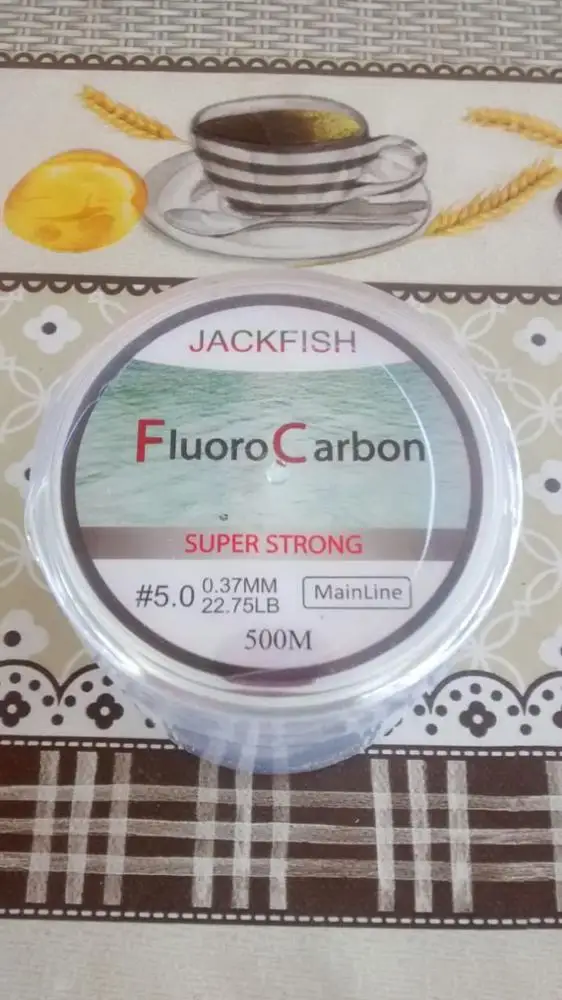 JACKFISH
FluoroCarbon
SUPER STRONG
#5.0 0.37MM
22.75LB
MainLine
500M